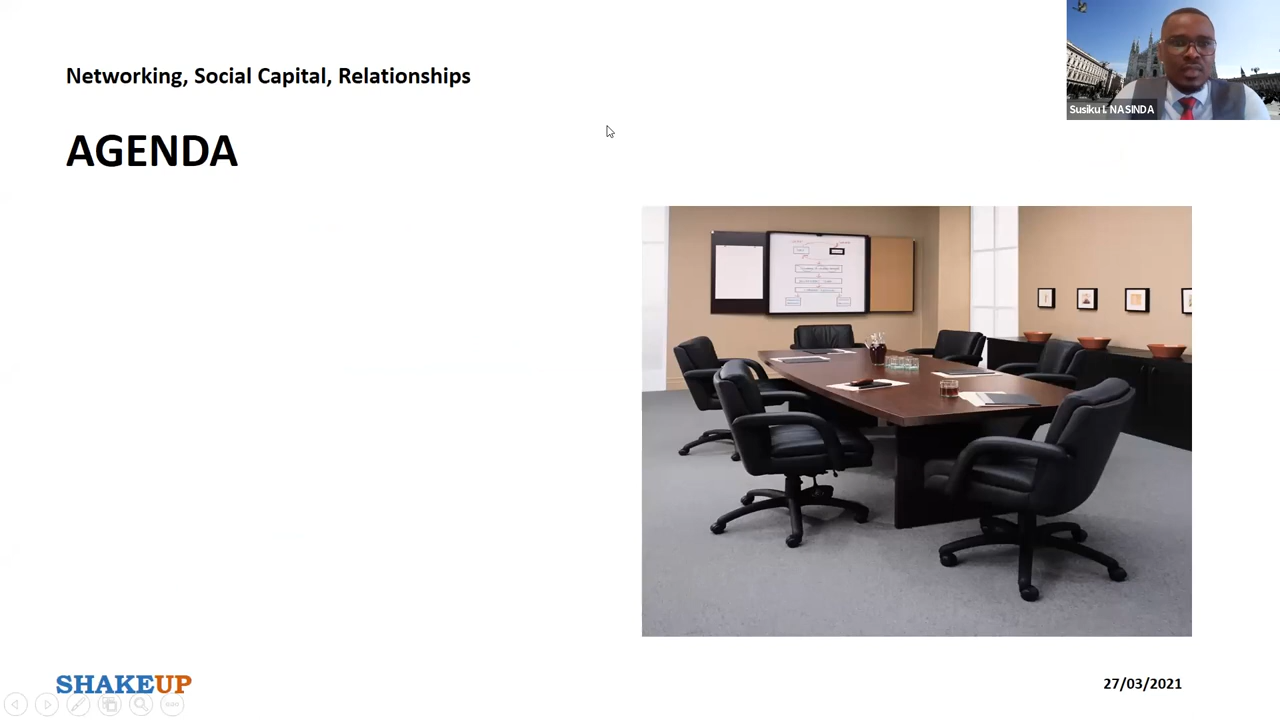 Networking, Social Capital, Relationships
Susiku I. NASINDA
AGENDA
SHAKEUP
27/03/2021